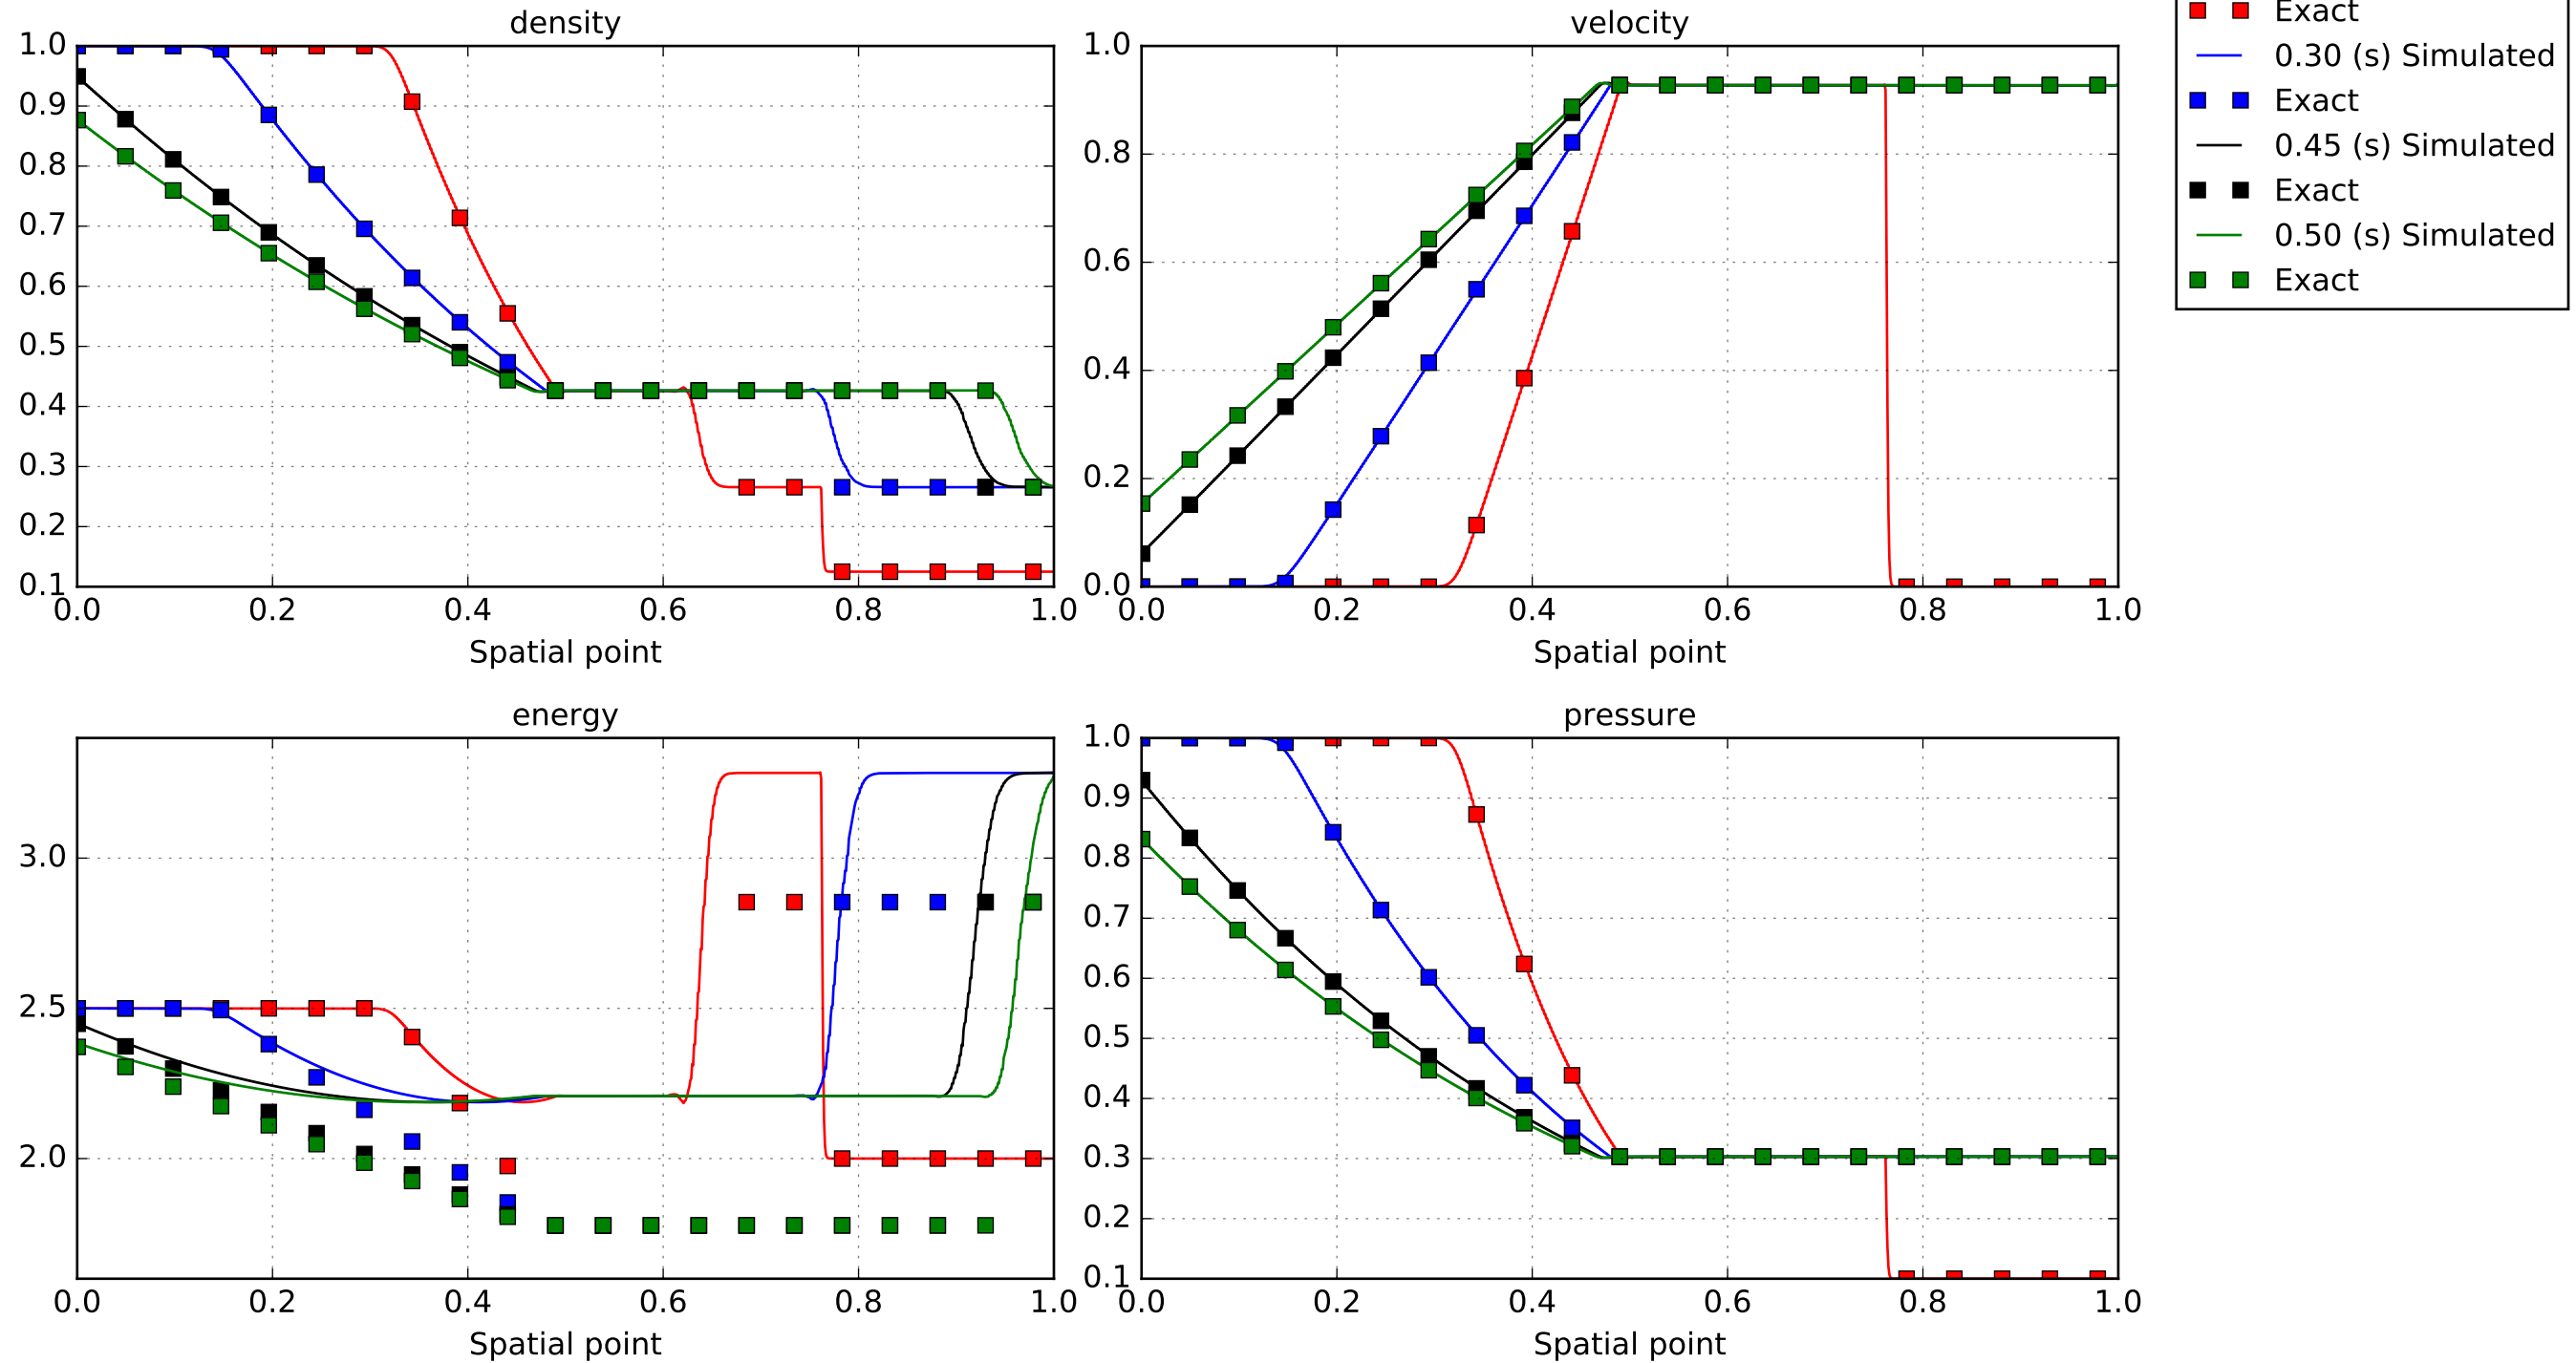 density
1.0
0.9
0.8
0.7
0.6
0.5
0.4
0.3
0.2
0.1
0.0 0.2 0.4 0.6 0.8 1.0
Spatial point
velocity
1.0
0.8
0.6
0.4
0.2
0.0
0.0 0.2 0.4 0.6 0.8 1.0
Spatial point
Exact
0.30 (s) Simulated
Exact
0.45 (s) Simulated
Exact
0.50 (s) Simulated
Exact
energy
3.0
2.5
2.0
0.0 0.2 0.4 0.6 0.8 1.0
Spatial point
pressure
1.0
0.9
0.8
0.7
0.6
0.5
0.4
0.3
0.2
0.1
0.0 0.2 0.4 0.6 0.8 1.0
Spatial point